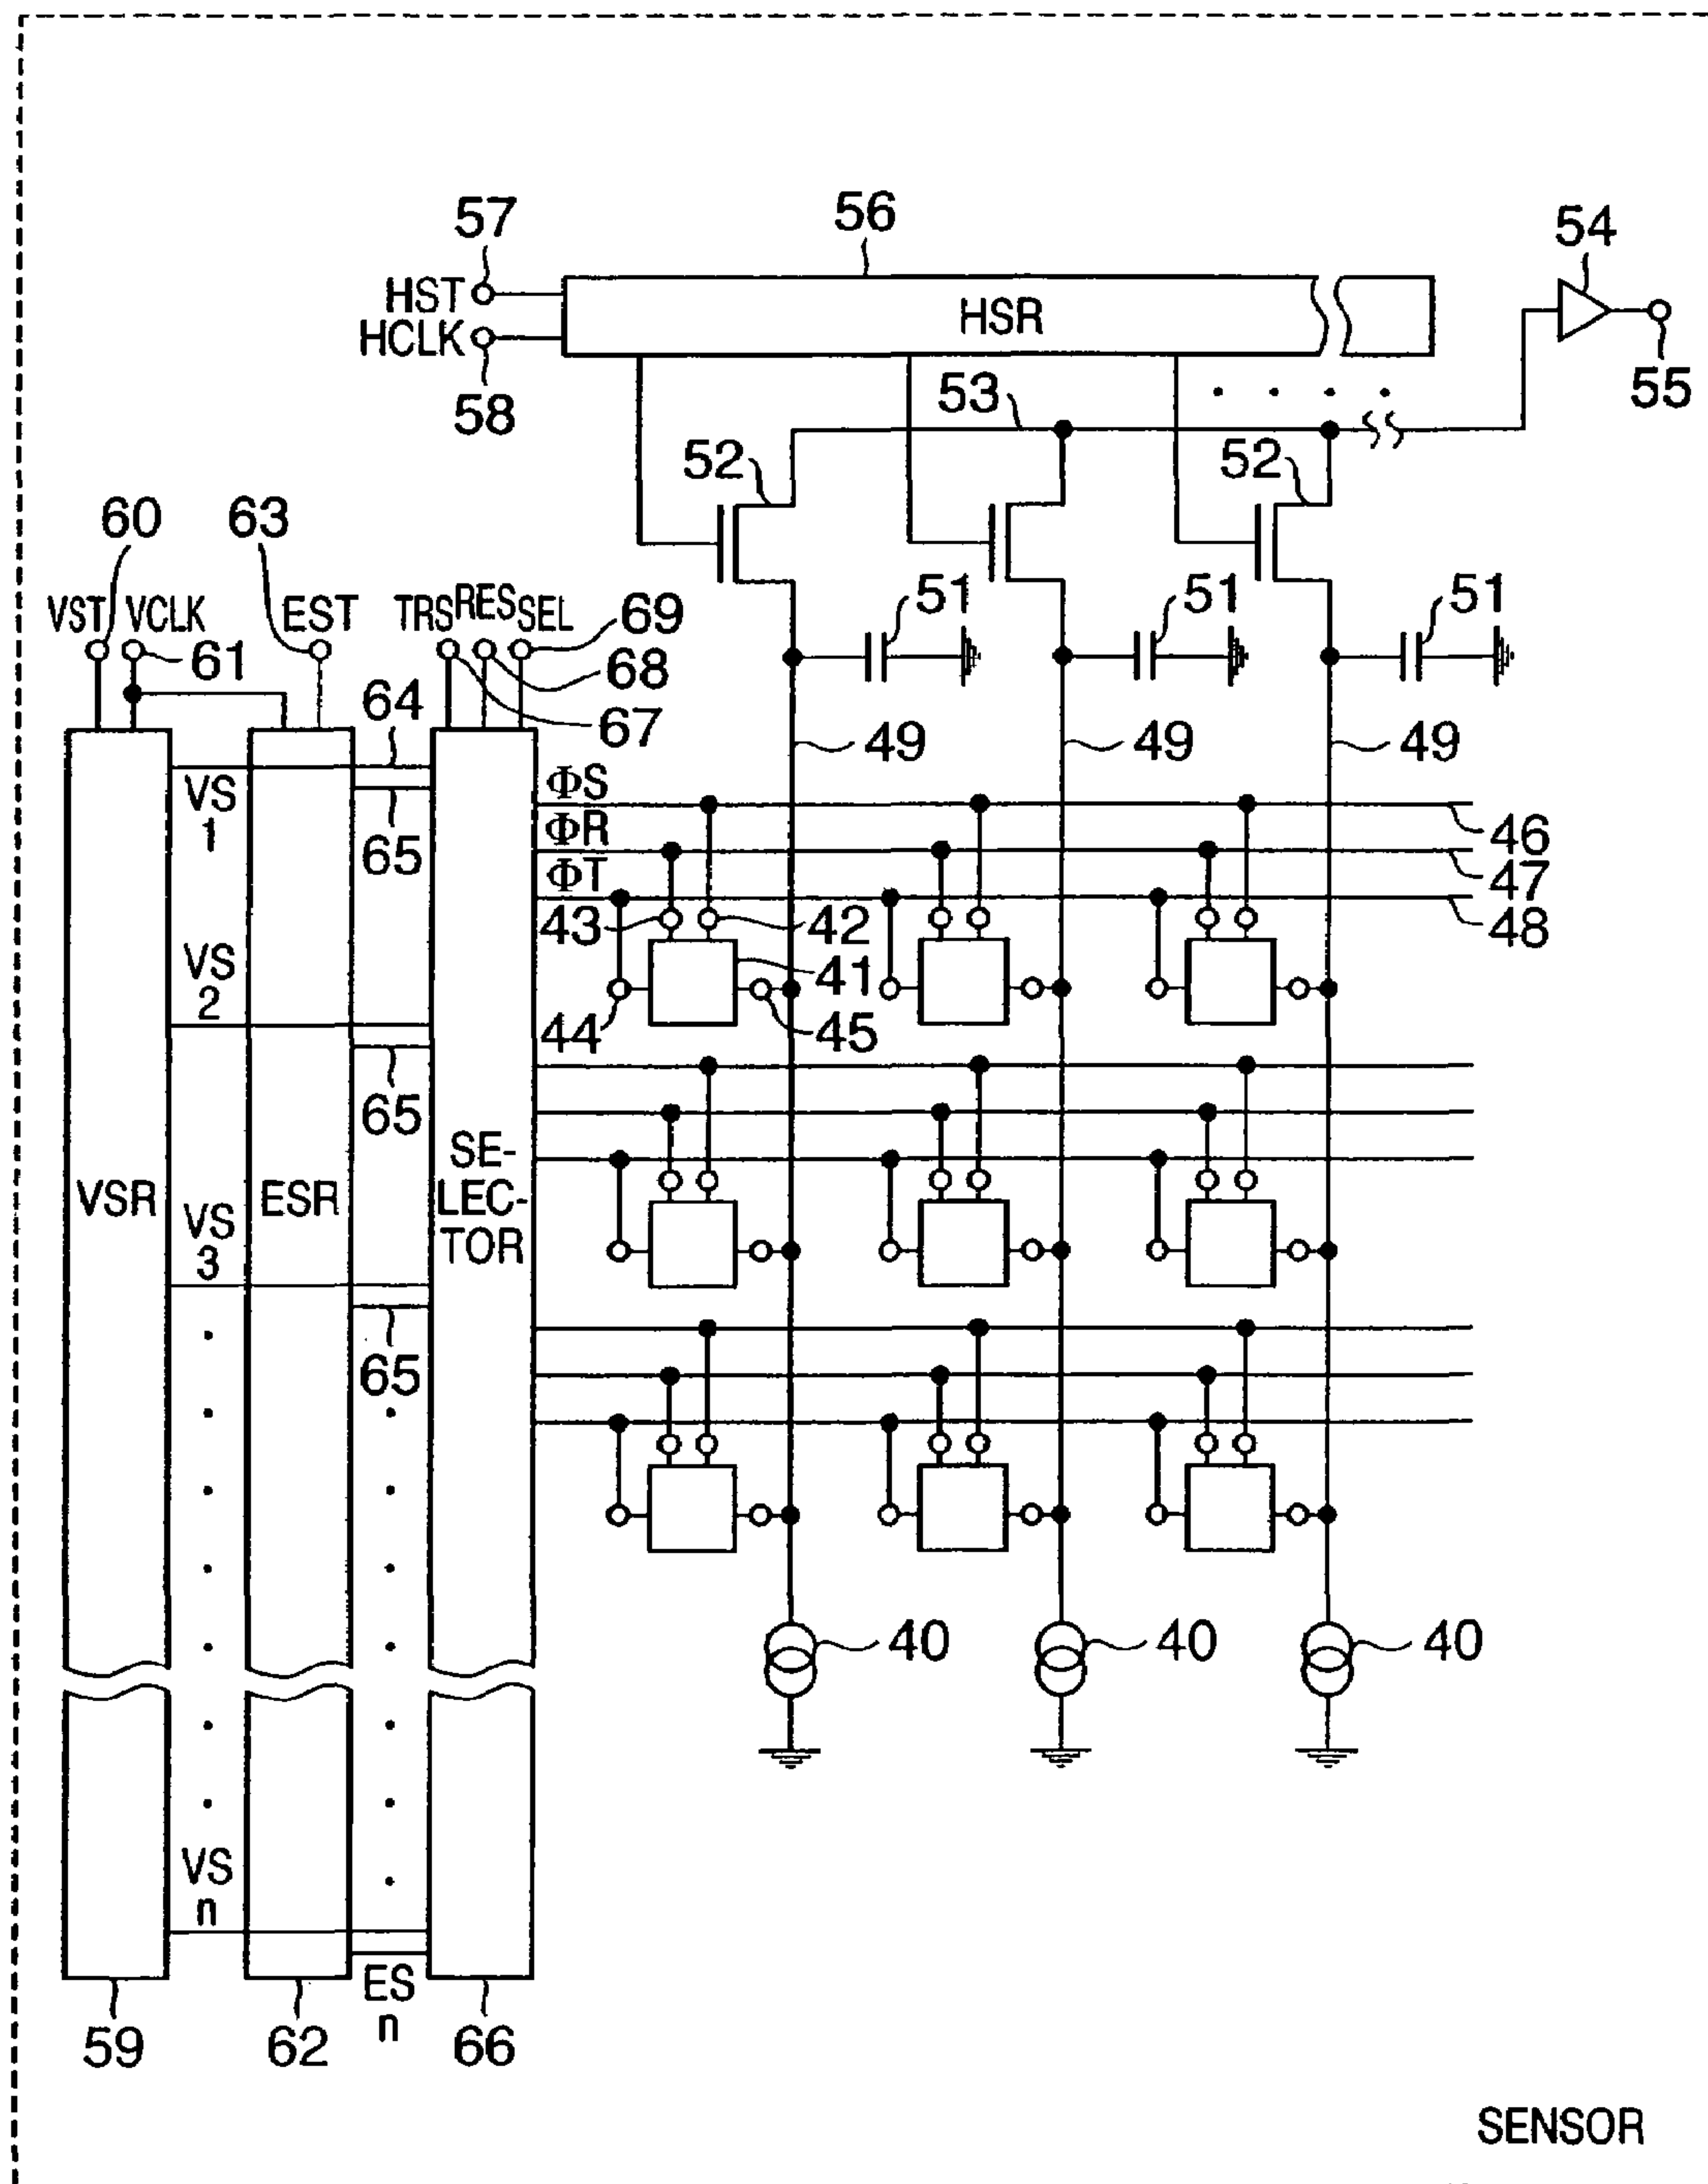 57
56
54
HST
HSR
HCLK
58
53
55
52
52
60
63
51
51
51
VST
VCLK
EST
TRS
RES
SEL
69
61
68
64
67
49
49
49
VS
1
ΦS
46
65
ΦR
47
ΦT
48
43
42
VS
2
41
44
45
65
SE-
LEC-
TOR
VSR
VS
3
ESR
65
40
40
40
VS
n
ES
n
59
62
66
SENSOR